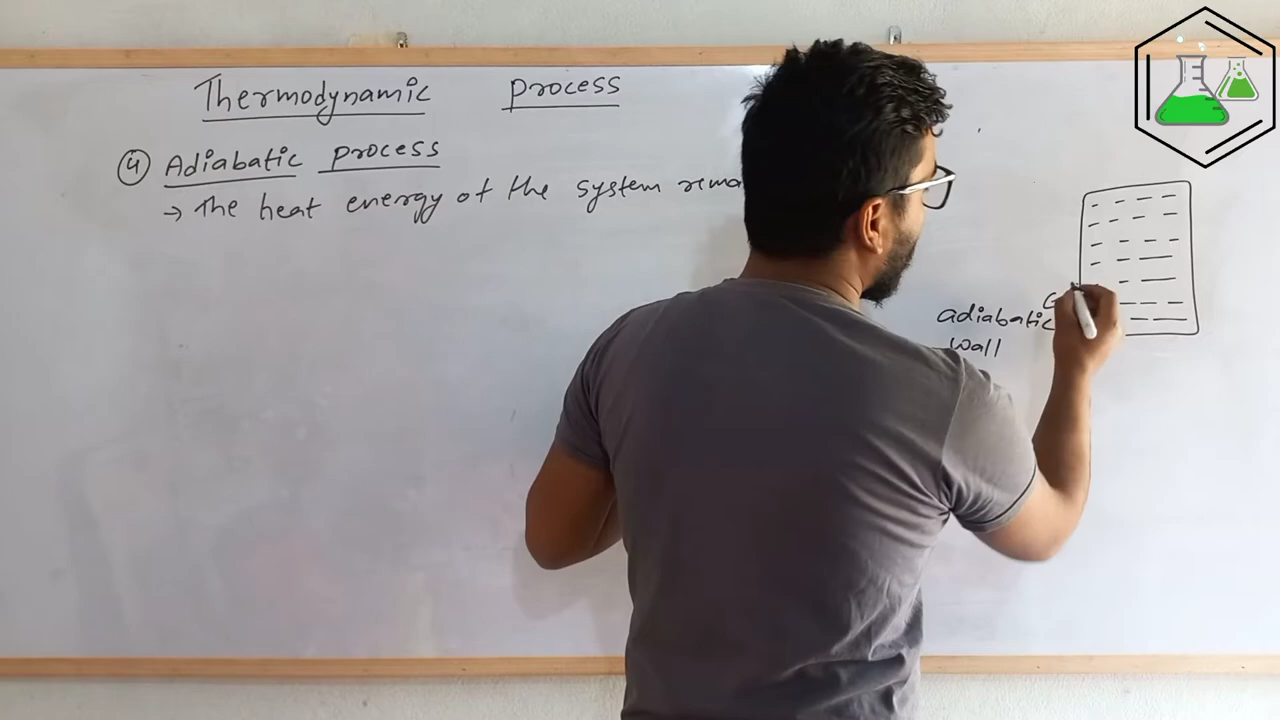 Thermodynamic process
④ Adiabatic process
→ The heat energy of the system
adiabatic
wall